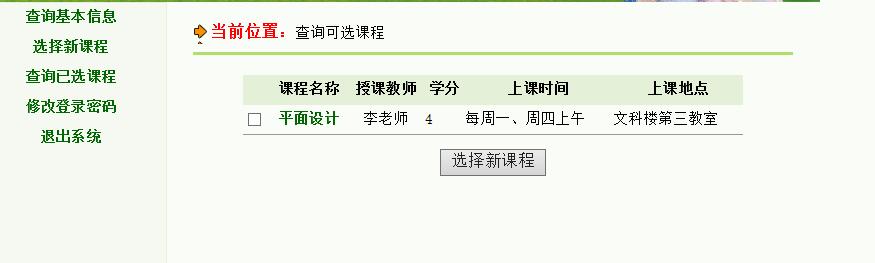 查询基本信息
选择新课程
查询已选课程
修改登录密码
退出系统
当前位置：查询可选课程
课程名称 授课教师 学分 上课时间 上课地点
平面设计 李老师 4 每周一、周四上午 文科楼第三教室
选择新课程